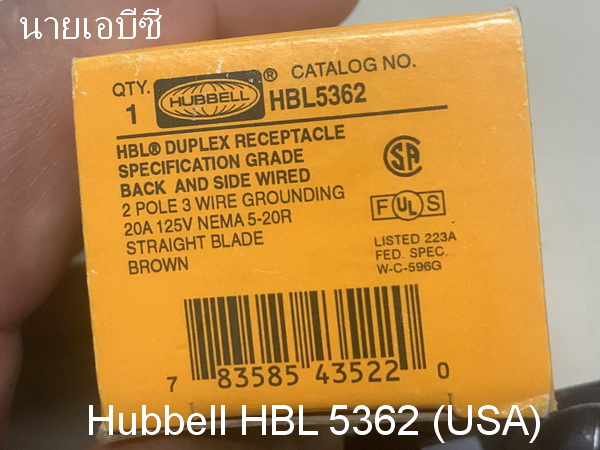 นายเอบีซี
QTY.
1
HUBBELL ®
CATALOG NO.
HBL5362
HBL® DUPLEX RECEPTACLE
SPECIFICATION GRADE
BACK AND SIDE WIRED
2 POLE 3 WIRE GROUNDING
20A 125V NEMA 5-20R
STRAIGHT BLADE
BROWN
SA
F UL S
LISTED 223A
FED. SPEC.
W-C-596G
7 83585 43522 0
Hubbell HBL 5362 (USA)